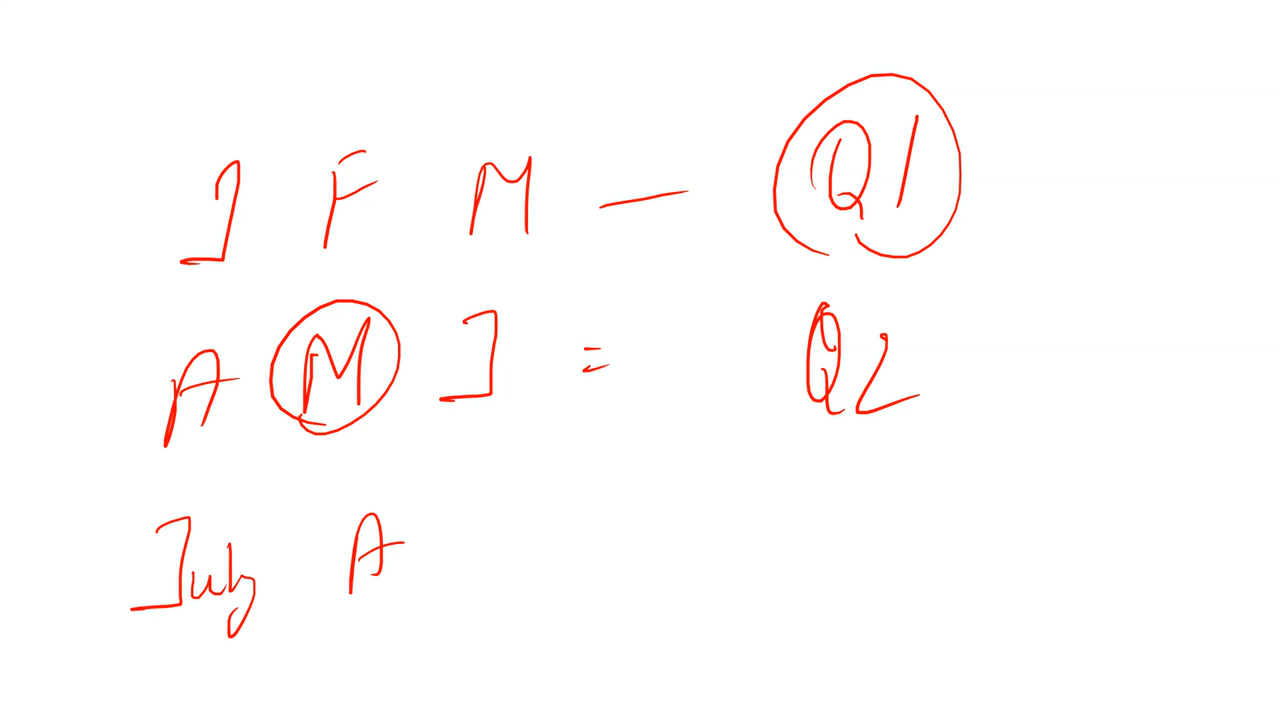 J F M — Q1
A M J = Q2
July A